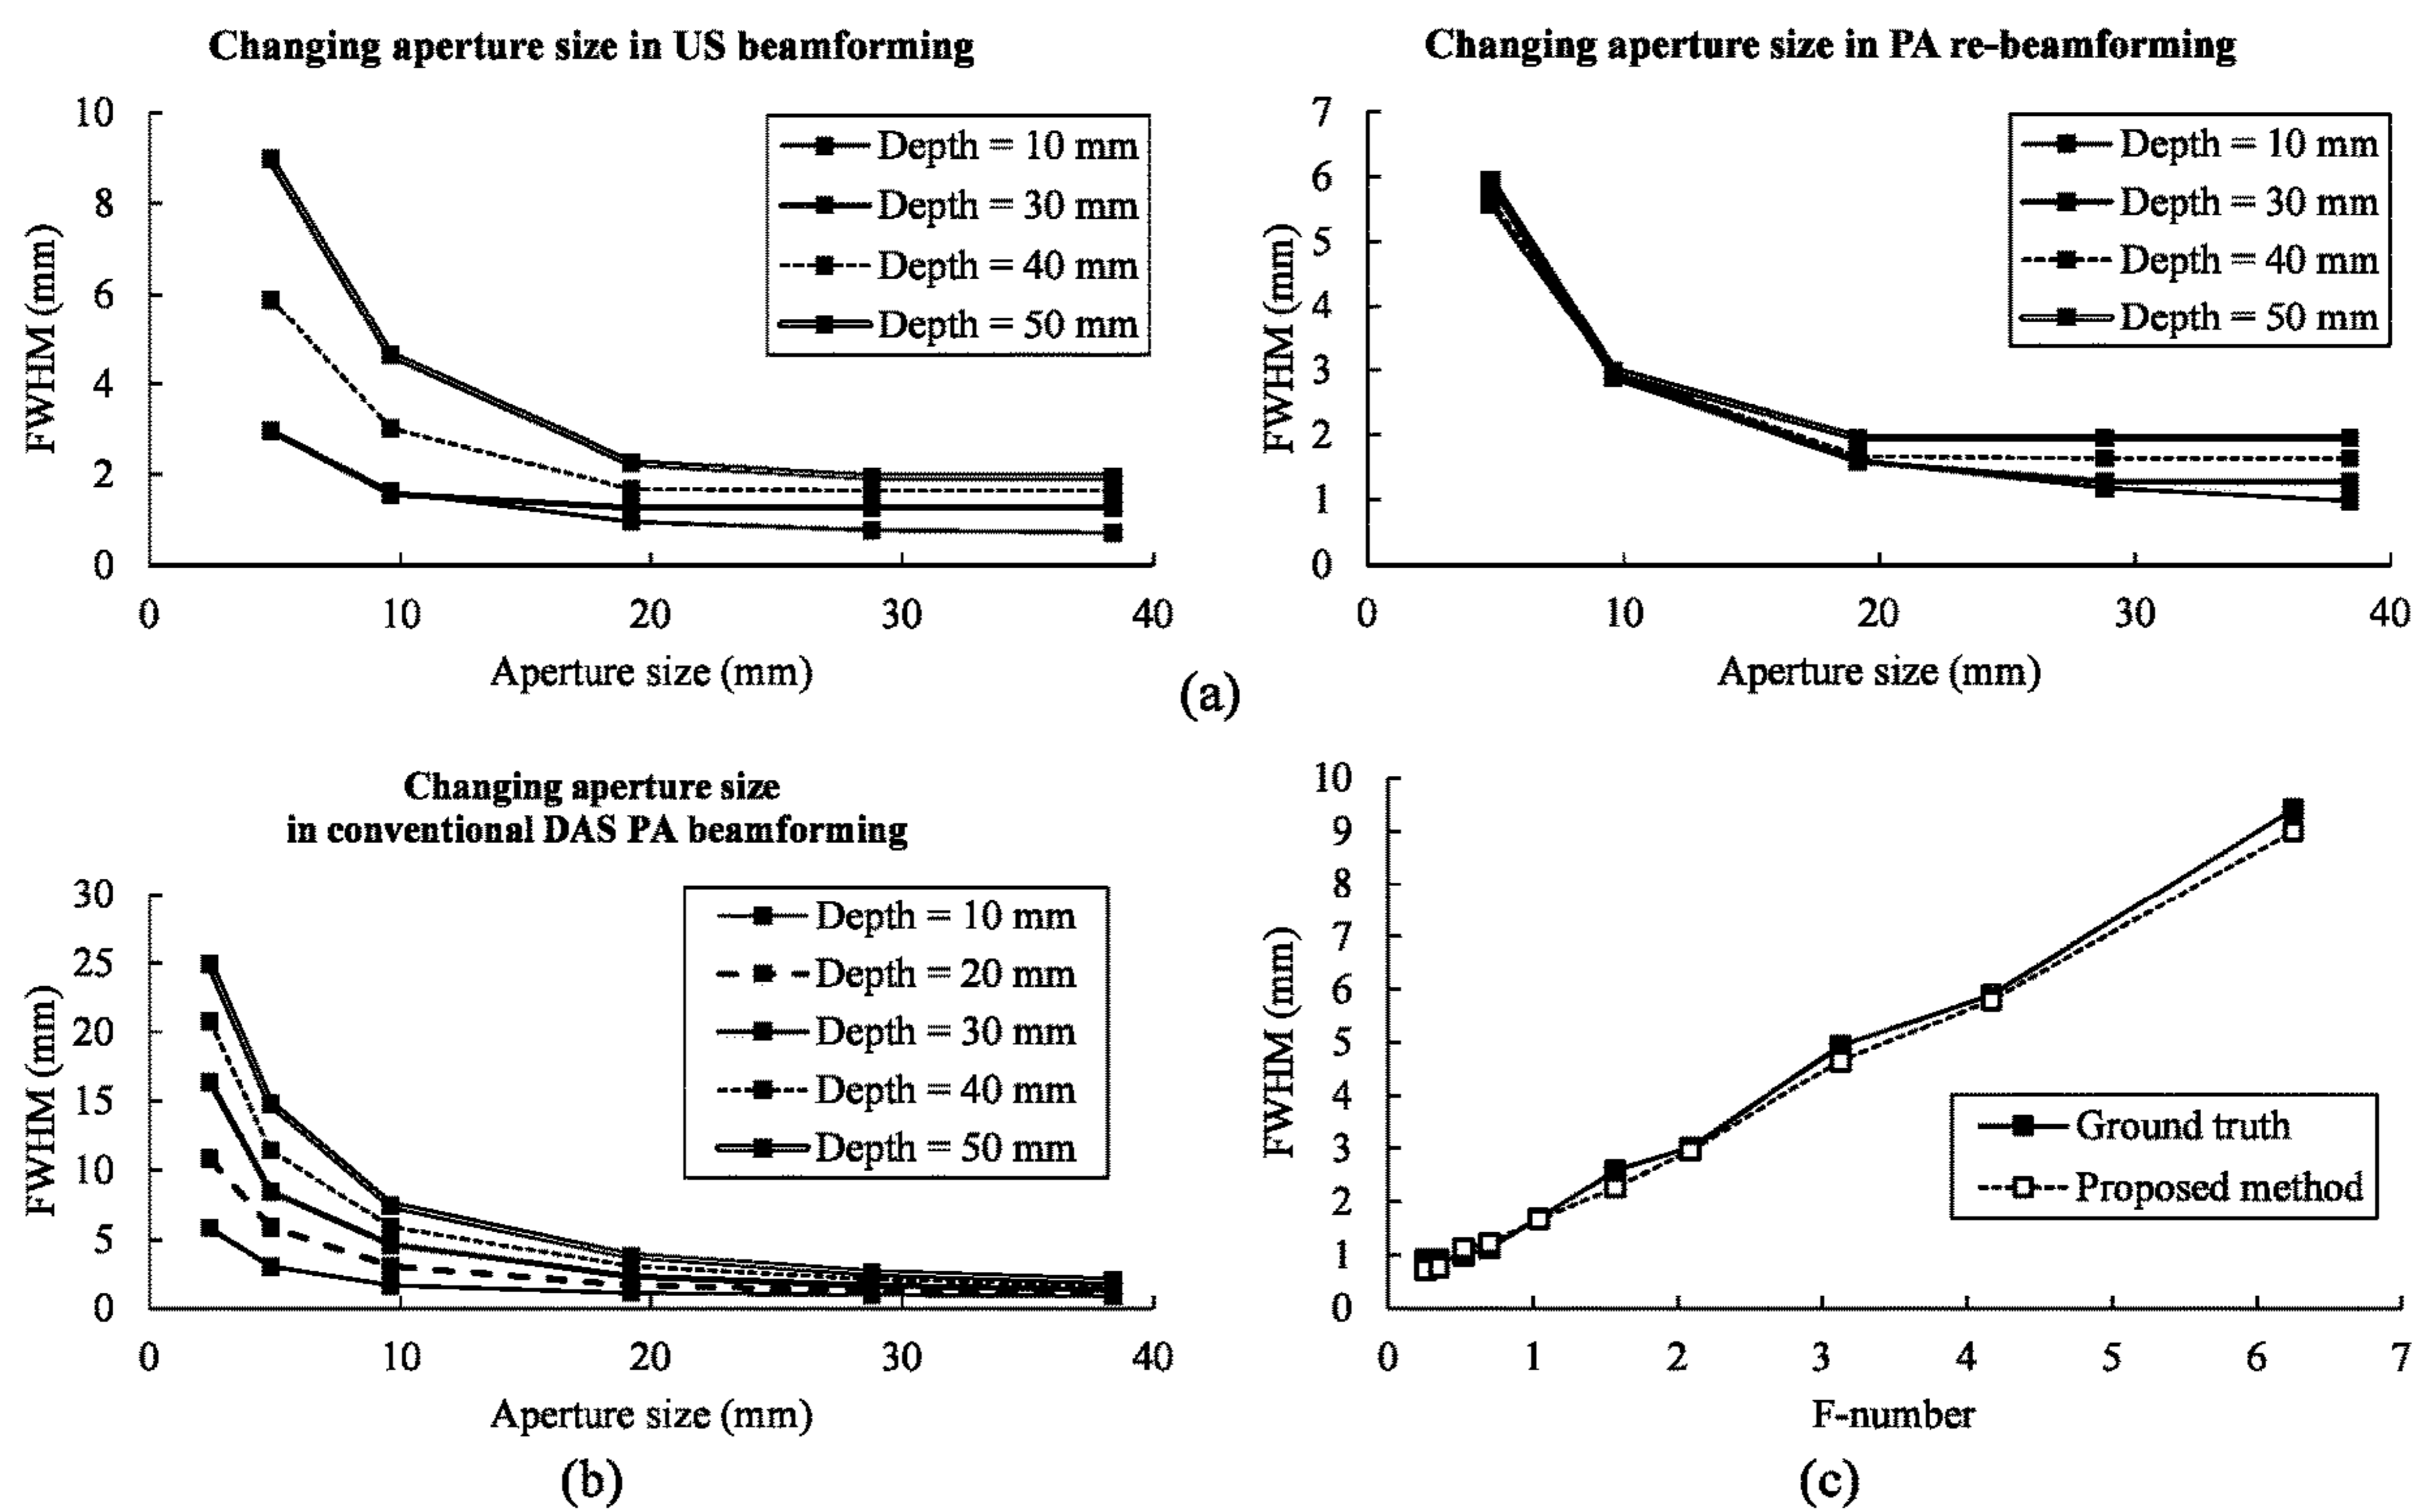 Changing aperture size in US beamforming
10
8
6
4
2
0
FWHM (mm)
Depth = 10 mm
Depth = 30 mm
Depth = 40 mm
Depth = 50 mm
0 10 20 30 40
Aperture size (mm)
Changing aperture size in PA re-beamforming
7
6
5
4
3
2
1
0
FWHM (mm)
Depth = 10 mm
Depth = 30 mm
Depth = 40 mm
Depth = 50 mm
0 10 20 30 40
Aperture size (mm)
(a)
Changing aperture size
in conventional DAS PA beamforming
30
25
20
15
10
5
0
FWHM (mm)
Depth = 10 mm
Depth = 20 mm
Depth = 30 mm
Depth = 40 mm
Depth = 50 mm
0 10 20 30 40
Aperture size (mm)
(b)
10
9
8
7
6
5
4
3
2
1
0
FWHM (mm)
Ground truth
Proposed method
0 1 2 3 4 5 6 7
F-number
(c)